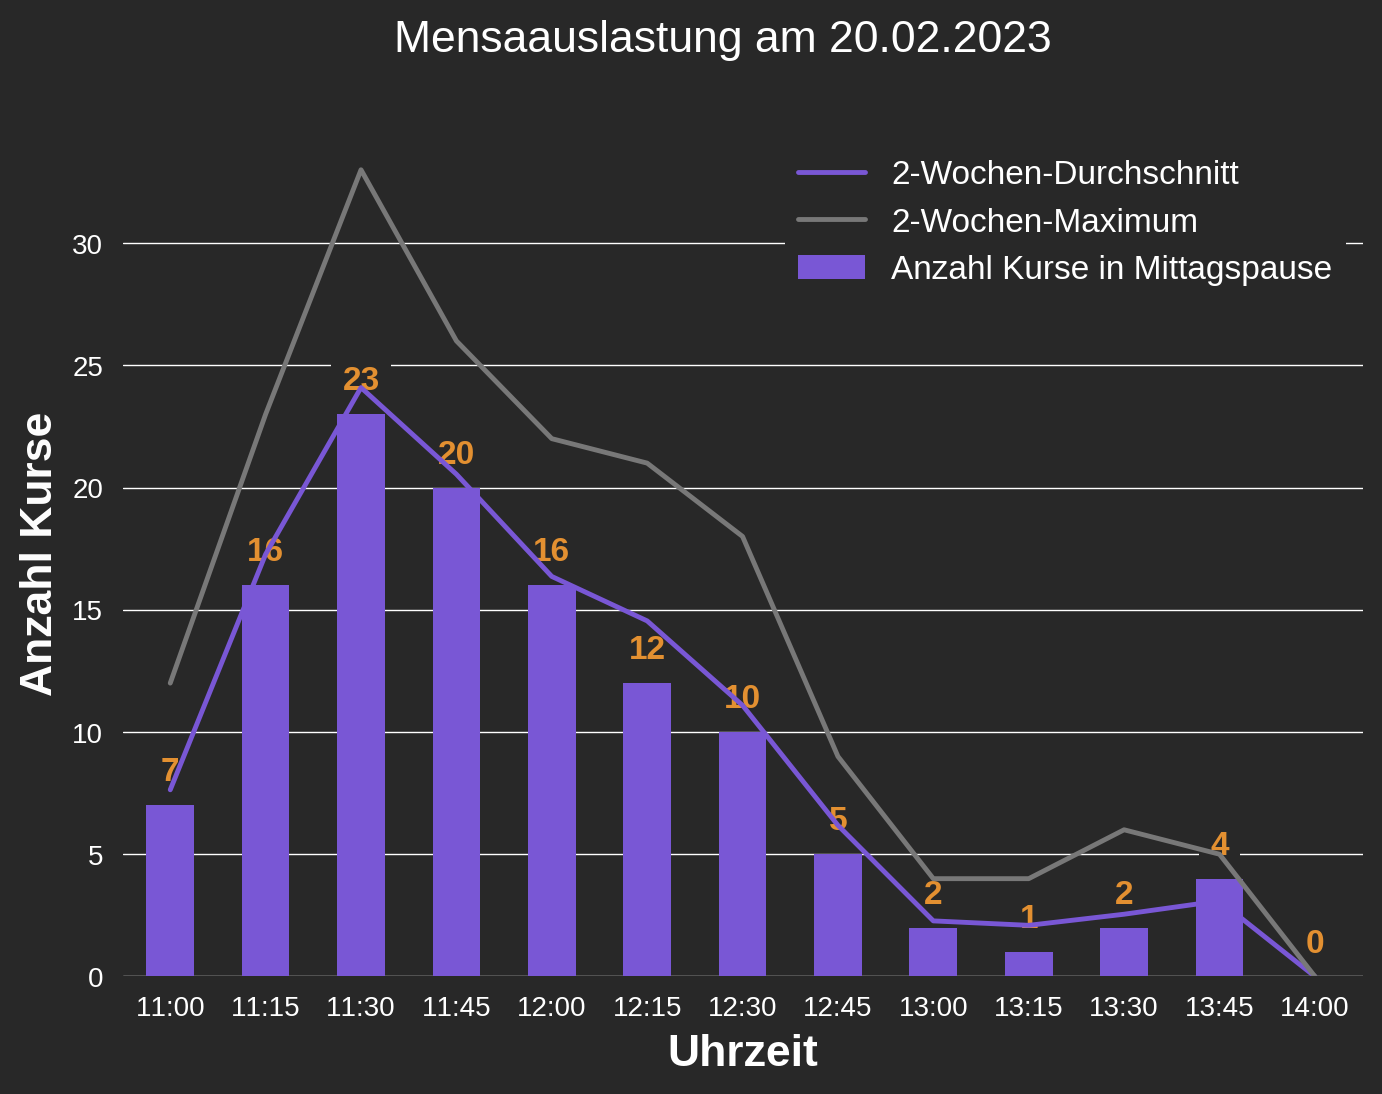 Mensaauslastung am 20.02.2023
2-Wochen-Durchschnitt
2-Wochen-Maximum
Anzahl Kurse in Mittagspause
Anzahl Kurse
30
25
20
15
10
5
0
7
16
23
20
16
12
10
5
2
1
2
4
0
11:00 11:15 11:30 11:45 12:00 12:15 12:30 12:45 13:00 13:15 13:30 13:45 14:00
Uhrzeit